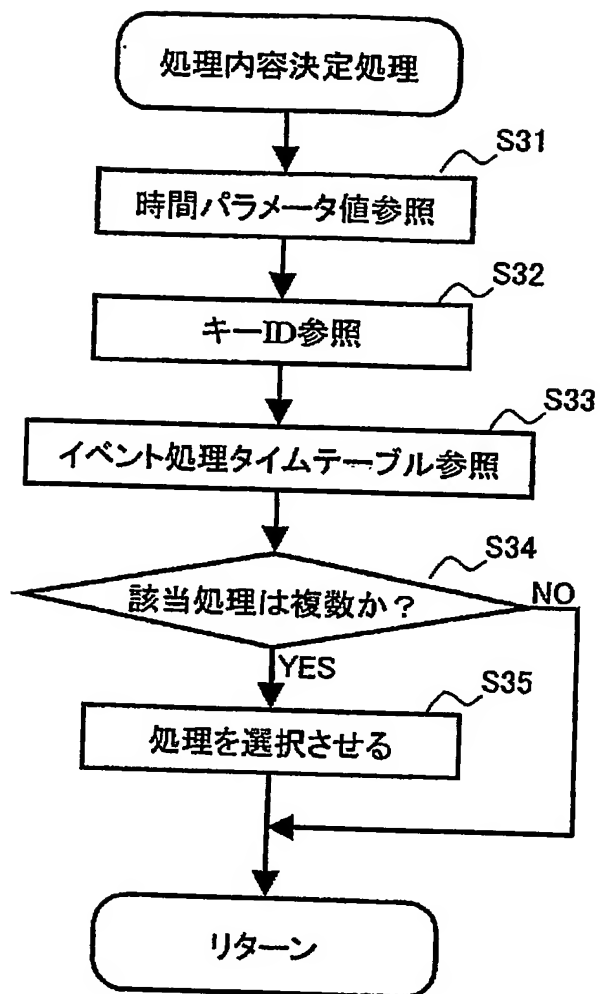 処理内容決定処理
S31
時間パラメータ値参照
S32
キーID参照
S33
イベント処理タイムテーブル参照
S34
該当処理は複数か？
NO
YES
S35
処理を選択させる
リターン